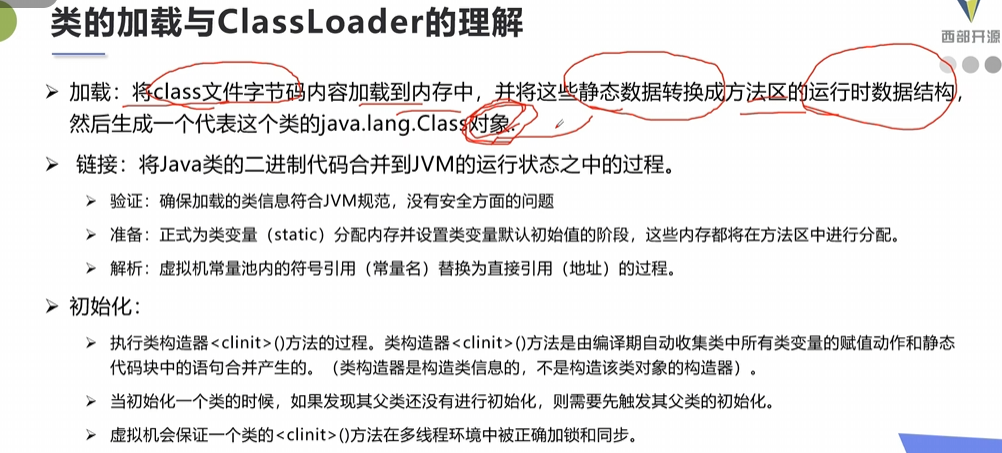 类的加载与ClassLoader的理解
西部开源
加载：将class文件字节码内容加载到内存中，并将这些静态数据转换成方法区的运行时数据结构，
然后生成一个代表这个类的java.lang.Class对象.
链接：将Java类的二进制代码合并到JVM的运行状态之中的过程。
验证：确保加载的类信息符合JVM规范，没有安全方面的问题
准备：正式为类变量（static）分配内存并设置类变量默认初始值的阶段，这些内存都将在方法区中进行分配。
解析：虚拟机常量池内的符号引用（常量名）替换为直接引用（地址）的过程。
初始化：
执行类构造器<clinit>()方法的过程。类构造器<clinit>()方法是由编译期自动收集类中所有类变量的赋值动作和静态
代码块中的语句合并产生的。（类构造器是构造类信息的，不是构造该类对象的构造器）。
当初始化一个类的时候，如果发现其父类还没有进行初始化，则需要先触发其父类的初始化。
虚拟机会保证一个类的<clinit>()方法在多线程环境中被正确加锁和同步。